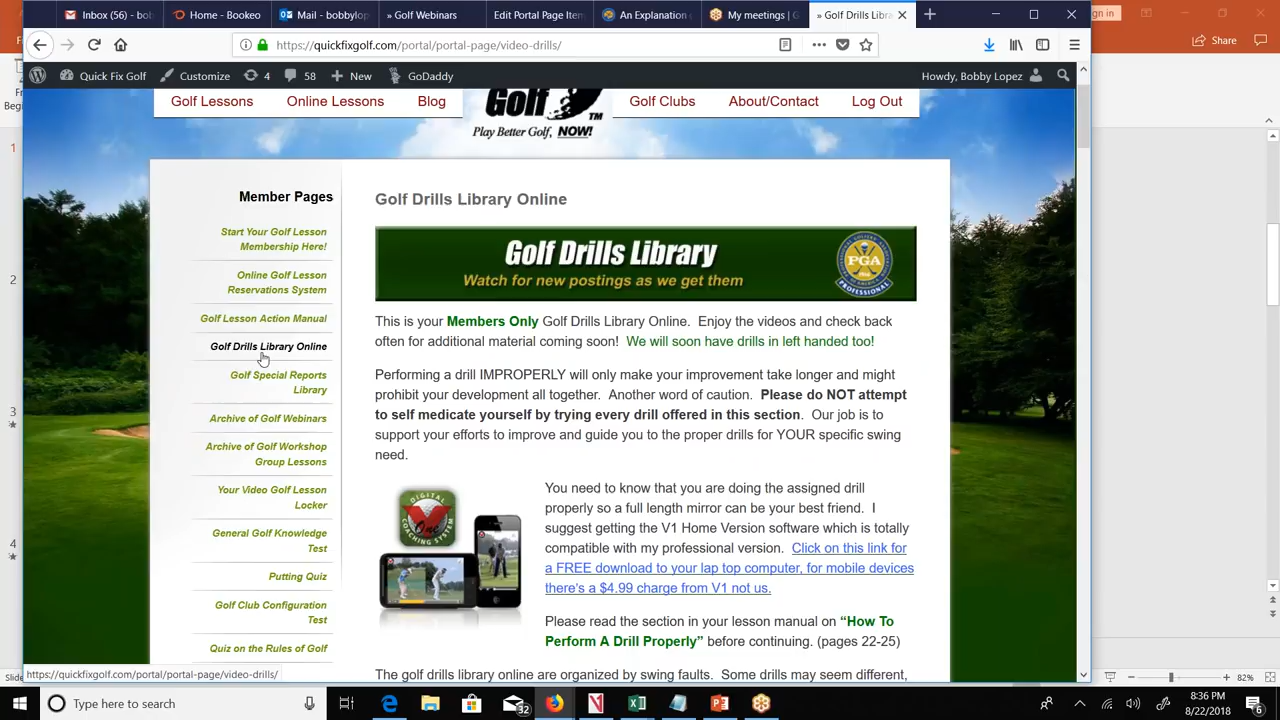 Inbox (15) - bob
Home - Bookeo
Mail - bobbylop
» Golf Webinars
Edit Portal Page Item
An Explanation
My meetings | G
» Golf Drills Libra
Sign in
https://quickfixgolf.com/portal/portal-page/video-drills/
Share
Quick Fix Golf Customize 4 58 New GoDaddy
Howdy, Bobby Lopez
Golf Lessons Online Lessons Blog
Golf
TM
Play Better Golf, NOW!
Golf Clubs About/Contact Log Out
Member Pages
Start Your Golf Lesson
Membership Here!
Online Golf Lesson
Reservations System
Golf Lesson Action Manual
Golf Drills Library Online
Golf Special Reports
Library
Archive of Golf Webinars
Archive of Golf Workshop
Group Lessons
Your Video Golf Lesson
Locker
General Golf Knowledge
Test
Putting Quiz
Golf Club Configuration
Test
Quiz on the Rules of Golf
Golf Drills Library Online
Golf Drills Library
Watch for new postings as we get them
PGA
PROFESSIONAL
This is your Members Only Golf Drills Library Online. Enjoy the videos and check back
often for additional material coming soon! We will soon have drills in left handed too!
Performing a drill IMPROPERLY will only make your improvement take longer and might
prohibit your development all together. Another word of caution. Please do NOT attempt
to self medicate yourself by trying every drill offered in this section. Our job is to
support your efforts to improve and guide you to the proper drills for YOUR specific swing
need.
DIGITAL
COACHING SYSTEM
You need to know that you are doing the assigned drill
properly so a full length mirror can be your best friend. I
suggest getting the V1 Home Version software which is totally
compatible with my professional version. Click on this link for
a FREE download to your lap top computer, for mobile devices
there's a $4.99 charge from V1 not us.
Please read the section in your lesson manual on “How To
Perform A Drill Properly” before continuing. (pages 22-25)
The golf drills library online are organized by swing faults. Some drills may seem different,
https://quickfixgolf.com/portal/portal-page/video-drills/
1
2
3
4
82%
Type here to search
32
8:36 PM
8/22/2018
6